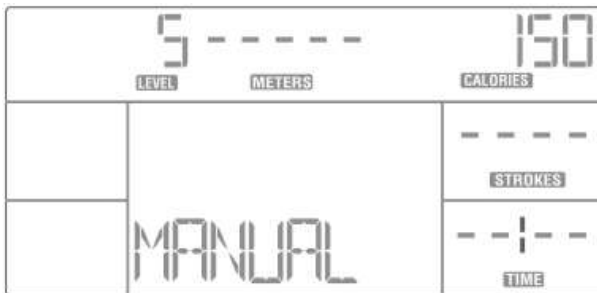 5 ----- 150
LEVEL METERS CALORIES
----
STROKES
MANUAL --:--
TIME